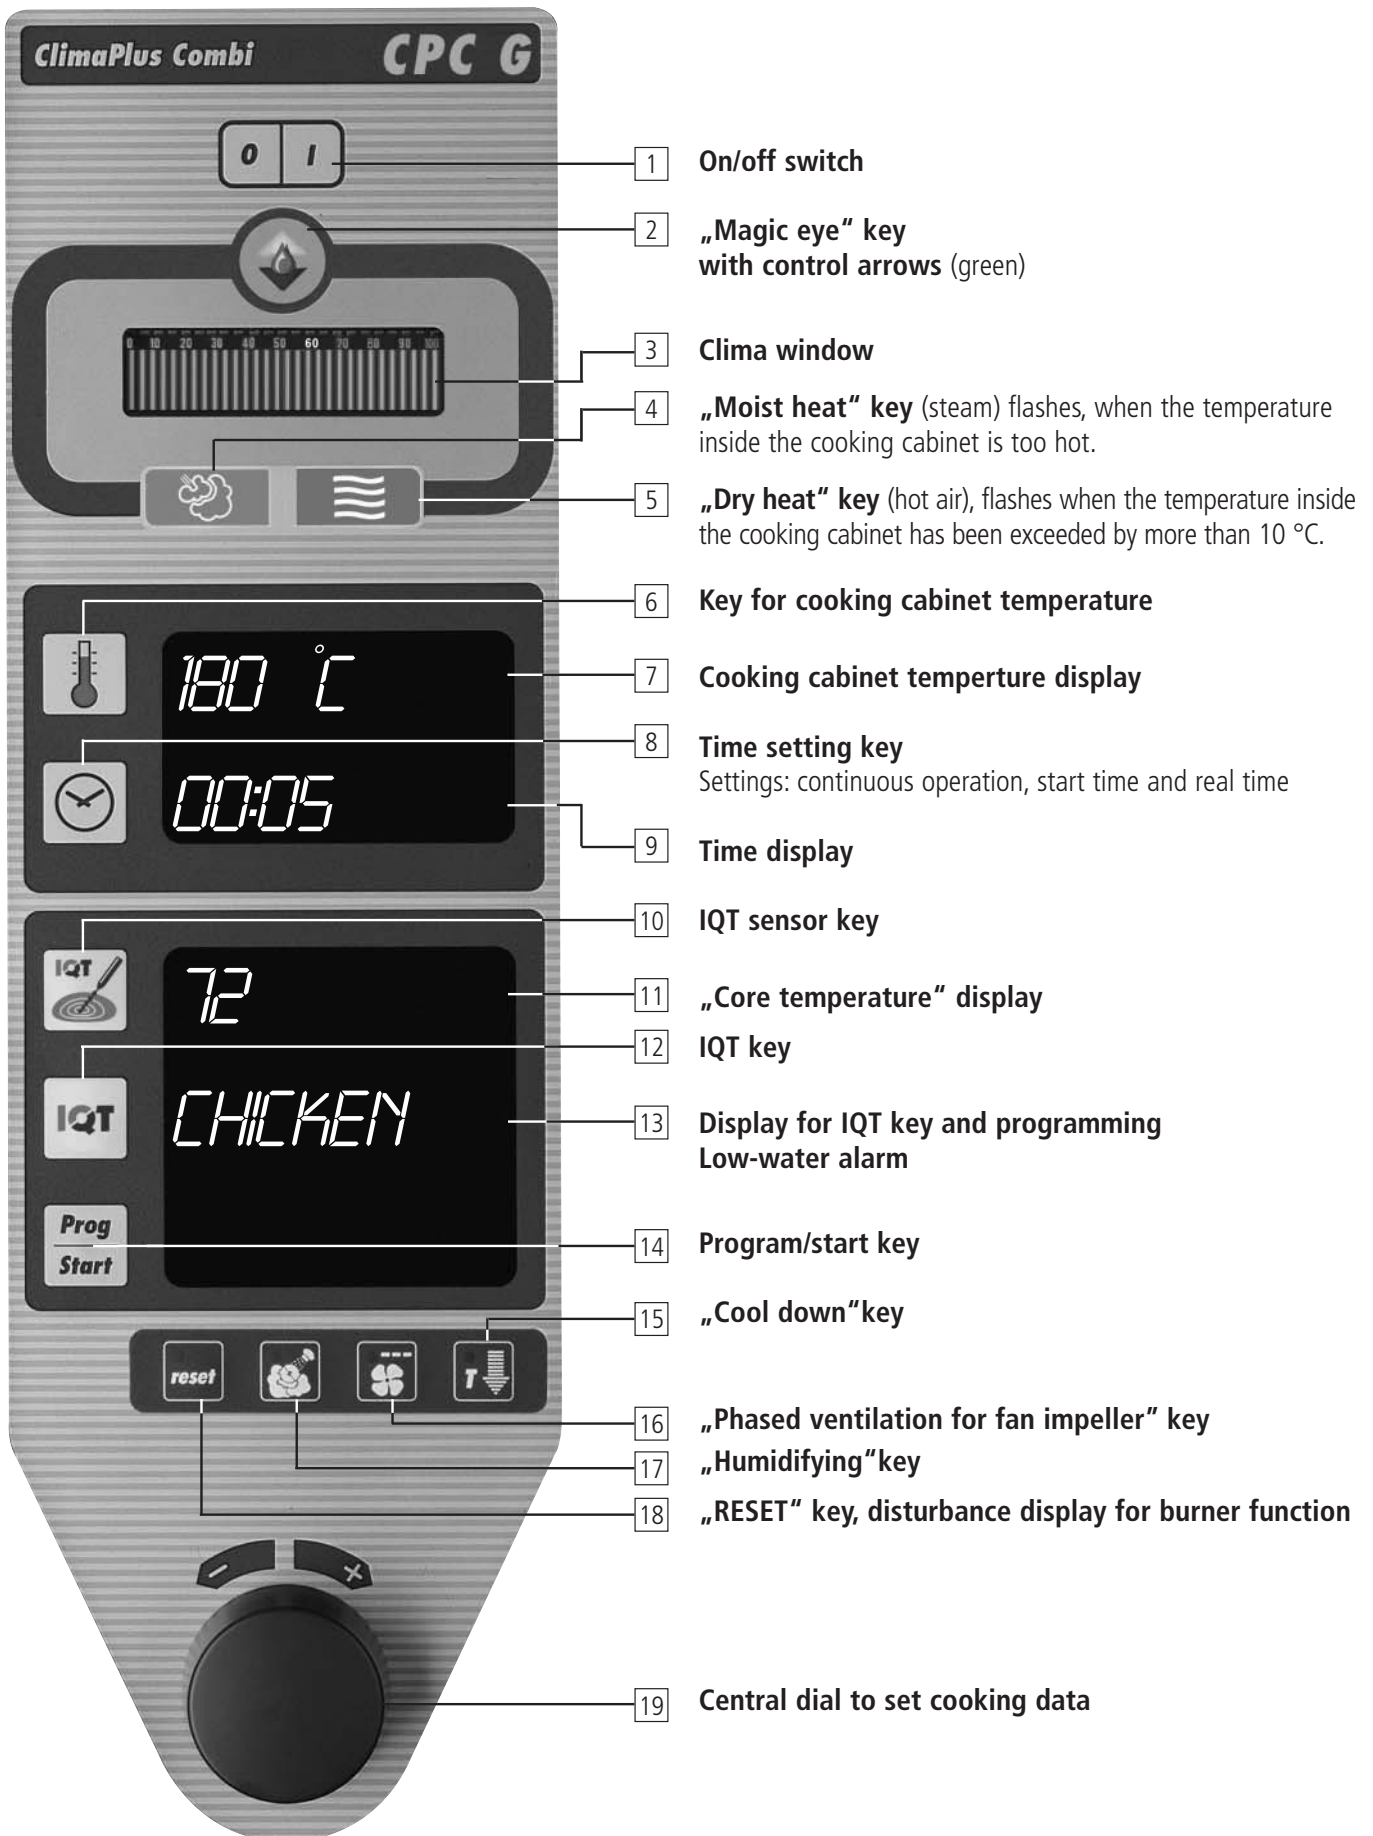 ClimaPlus Combi CPC G
0 I
1 On/off switch
2 „Magic eye“ key
with control arrows (green)
0 10 20 30 40 50 60 70 80 90 100
3 Clima window
4 „Moist heat“ key (steam) flashes, when the temperature
inside the cooking cabinet is too hot.
5 „Dry heat“ key (hot air), flashes when the temperature inside
the cooking cabinet has been exceeded by more than 10 °C.
6 Key for cooking cabinet temperature
180 °C
7 Cooking cabinet temperture display
8 Time setting key
Settings: continuous operation, start time and real time
00:05
9 Time display
10 IQT sensor key
IQT
72
11 „Core temperature“ display
12 IQT key
IQT
CHICKEN
13 Display for IQT key and programming
Low-water alarm
Prog
Start
14 Program/start key
15 „Cool down“key
reset
T
16 „Phased ventilation for fan impeller” key
17 „Humidifying“key
18 „RESET“ key, disturbance display for burner function
- +
19 Central dial to set cooking data